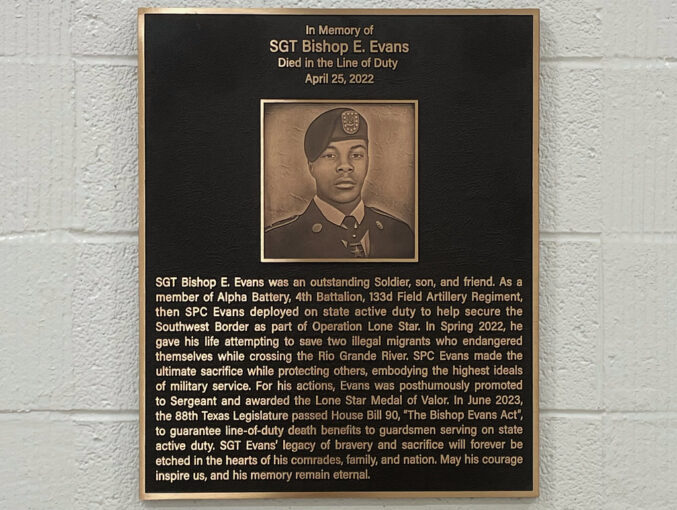 In Memory of
SGT Bishop E. Evans
Died in the Line of Duty
April 25, 2022
SGT Bishop E. Evans was an outstanding Soldier, son, and friend. As a
member of Alpha Battery, 4th Battalion, 133d Field Artillery Regiment,
then SPC Evans deployed on state active duty to help secure the
Southwest Border as part of Operation Lone Star. In Spring 2022, he
gave his life attempting to save two illegal migrants who endangered
themselves while crossing the Rio Grande River. SPC Evans made the
ultimate sacrifice while protecting others, embodying the highest ideals
of military service. For his actions, Evans was posthumously promoted
to Sergeant and awarded the Lone Star Medal of Valor. In June 2023,
the 88th Texas Legislature passed House Bill 90, "The Bishop Evans Act",
to guarantee line-of-duty death benefits to guardsmen serving on state
active duty. SGT Evans' legacy of bravery and sacrifice will forever be
etched in the hearts of his comrades, family, and nation. May his courage
inspire us, and his memory remain eternal.